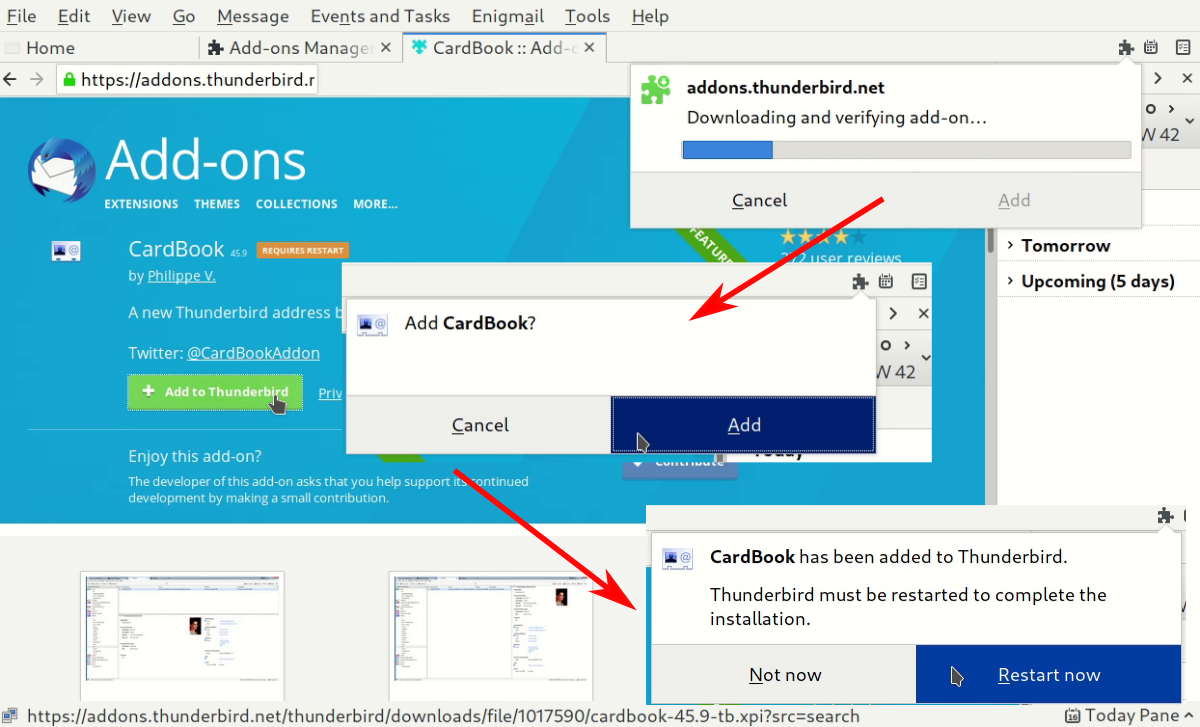 File Edit View Go Message Events and Tasks Enigmail Tools Help
Home Add-ons Manager CardBook :: Add-o
https://addons.thunderbird.r
addons.thunderbird.net
Downloading and verifying add-on...
Cancel Add
W 42
Add-ons
EXTENSIONS THEMES COLLECTIONS MORE...
CardBook 45.9 REQUIRES RESTART
by Philippe V.
FEATURE
user reviews
Tomorrow
Upcoming (5 days)
A new Thunderbird address b
Twitter: @CardBookAddon
Add to Thunderbird Priv
Add CardBook?
W 42
Cancel Add
Today
Contribute
Enjoy this add-on?
The developer of this add-on asks that you help support its continued
development by making a small contribution.
CardBook has been added to Thunderbird.
Thunderbird must be restarted to complete the
installation.
Not now Restart now
https://addons.thunderbird.net/thunderbird/downloads/file/1017590/cardbook-45.9-tb.xpi?src=search
16 Today Pane